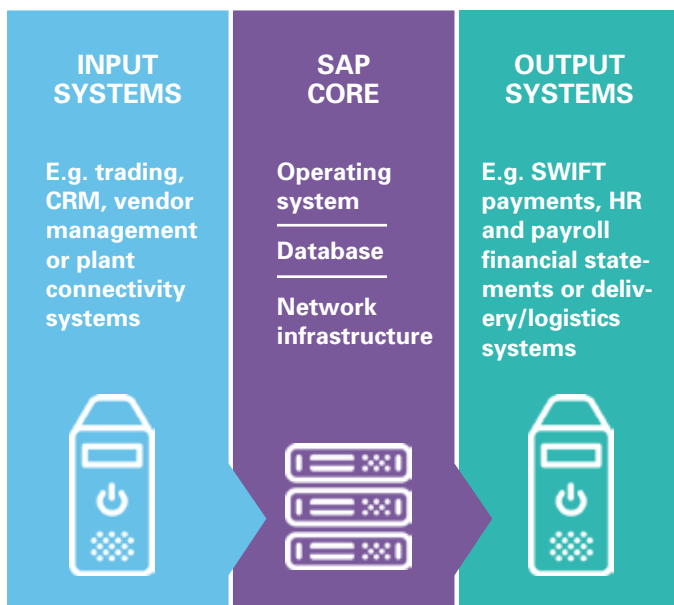 INPUT
SYSTEMS
E.g. trading,
CRM, vendor
management
or plant
connectivity
systems
SAP
CORE
Operating
system
Database
Network
infrastructure
OUTPUT
SYSTEMS
E.g. SWIFT
payments, HR
and payroll
financial state-
ments or deliv-
ery/logistics
systems